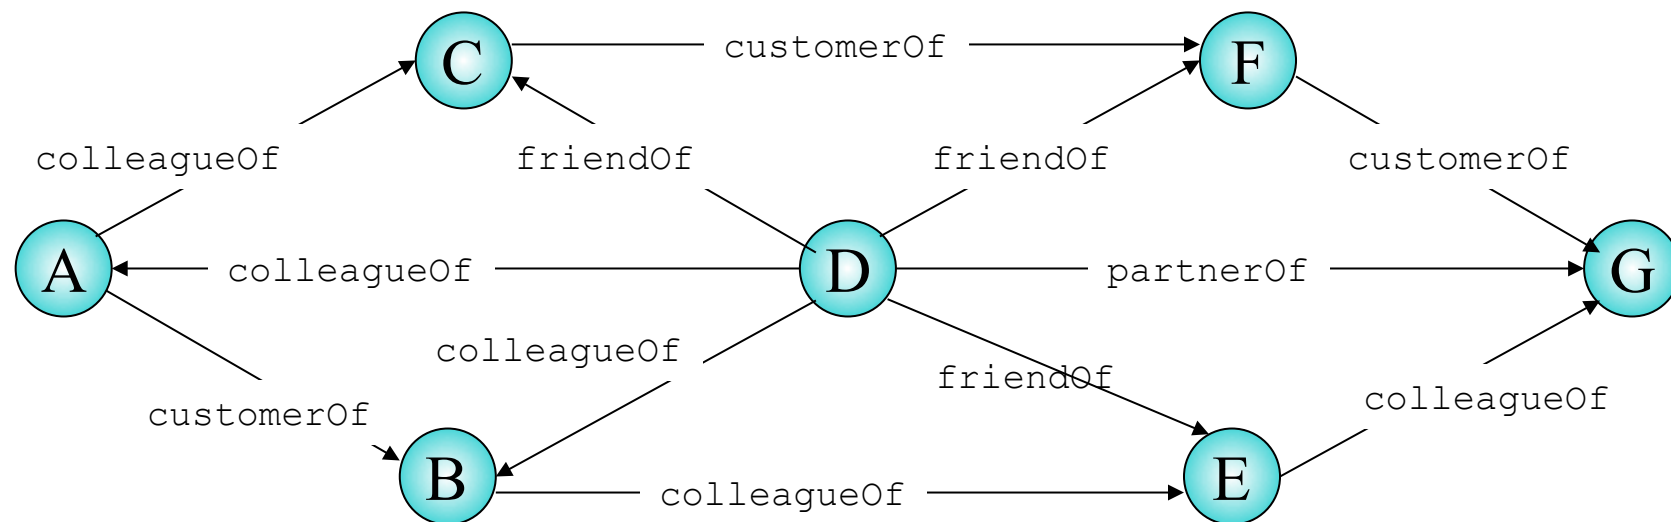 C
customerOf
F
colleagueOf
friendOf
friendOf
customerOf
A
colleagueOf
D
partnerOf
G
colleagueOf
friendOf
customerOf
colleagueOf
B
colleagueOf
E